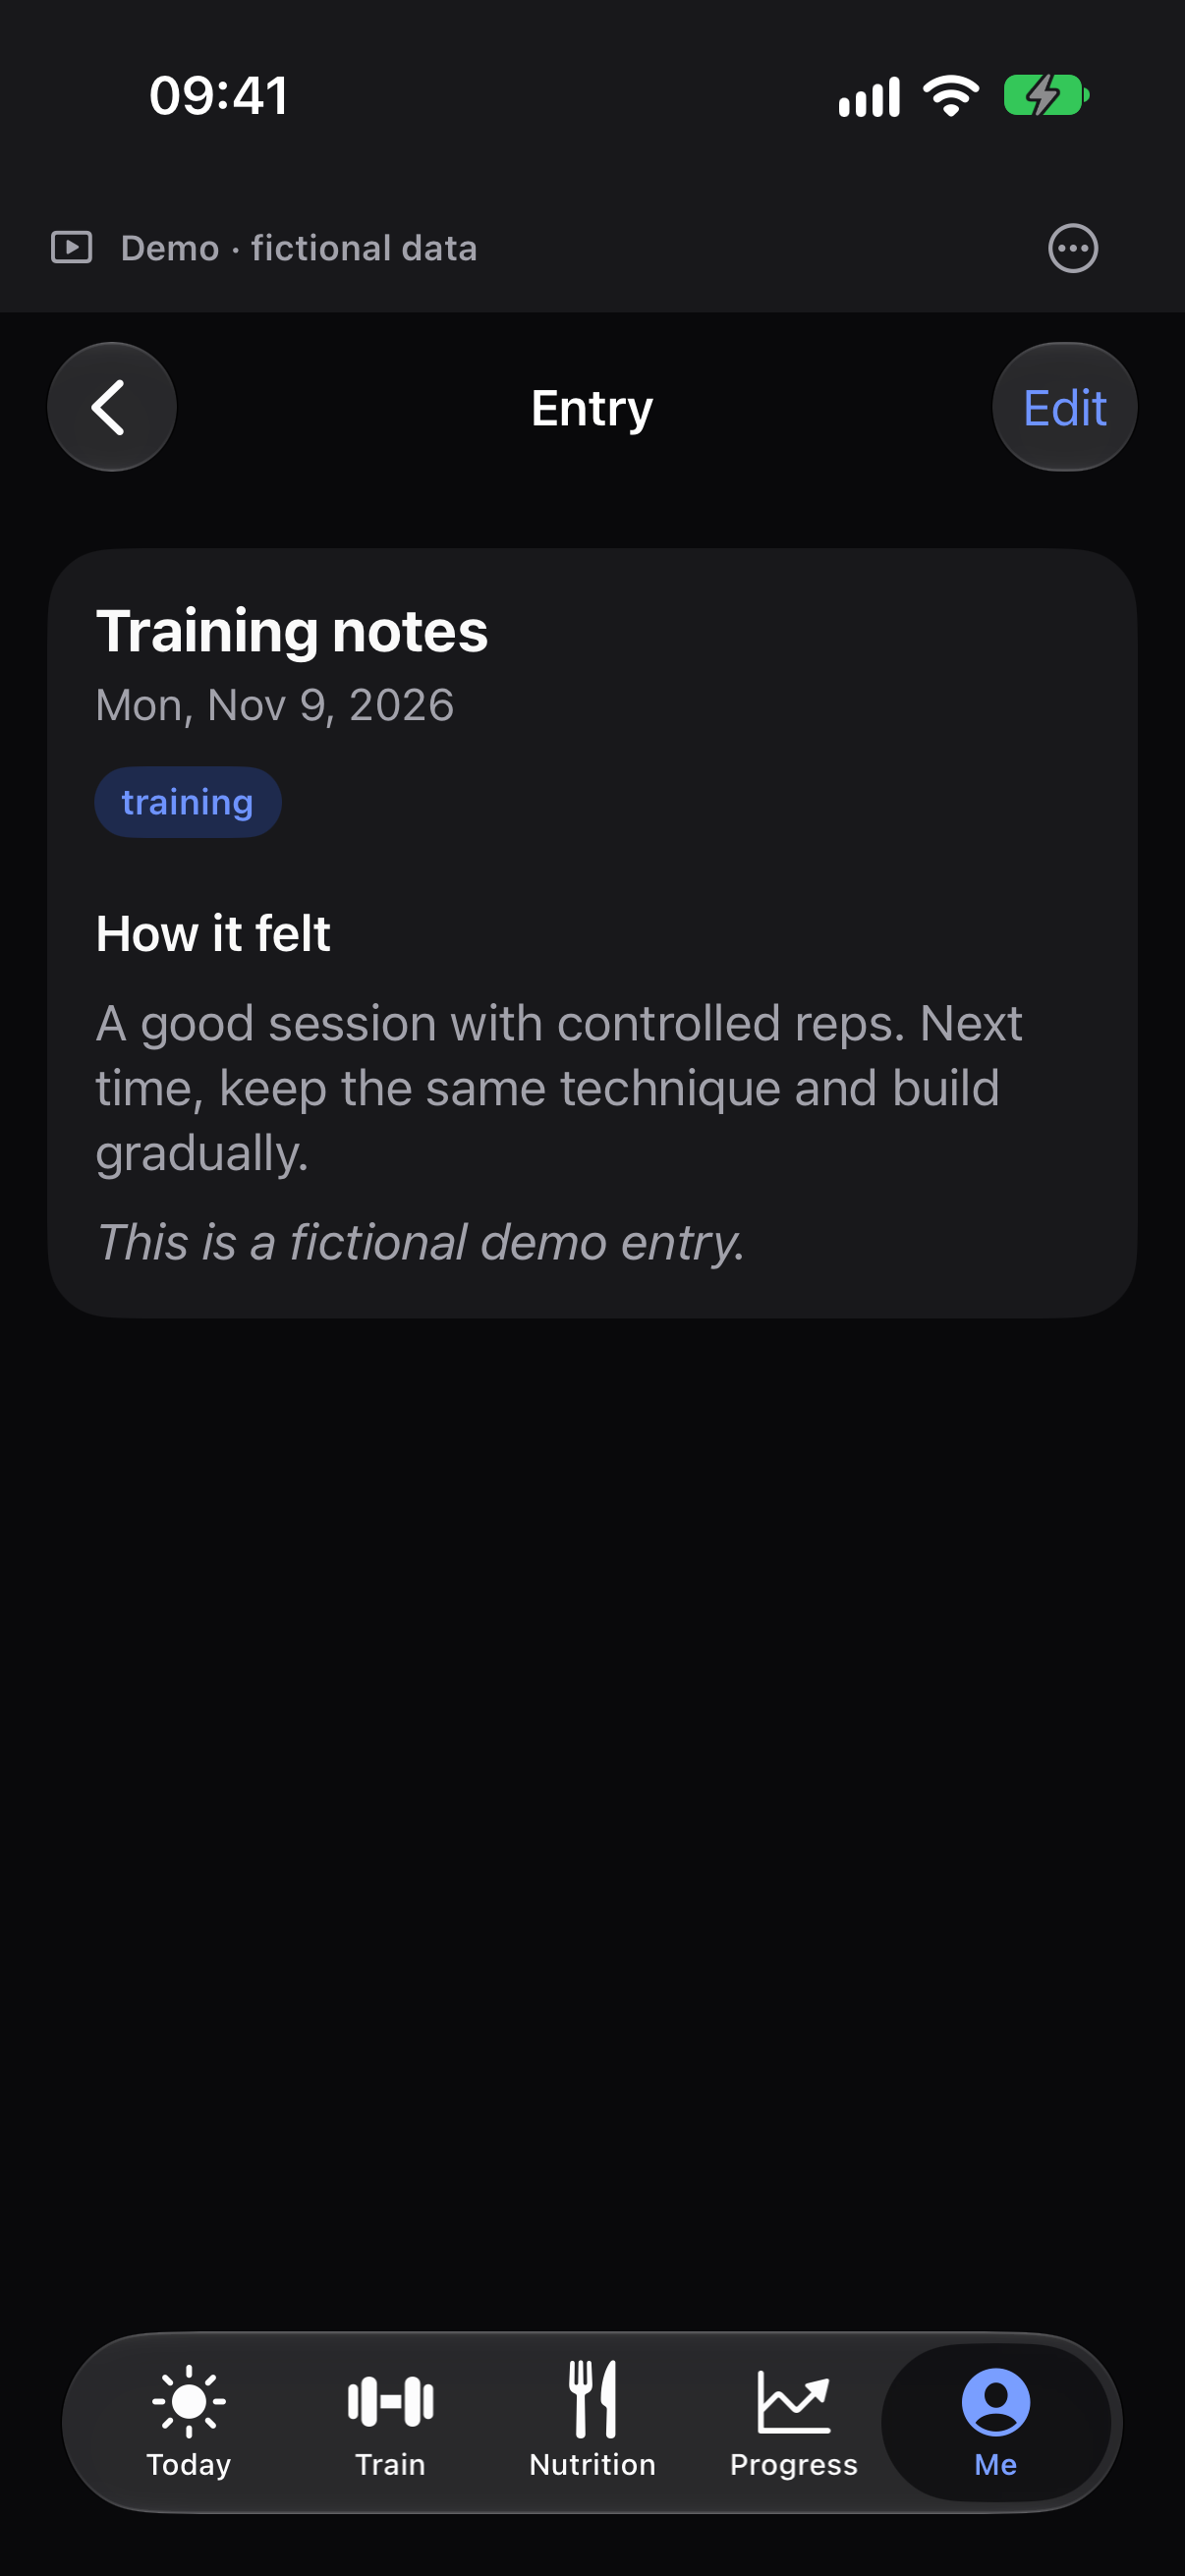 09:41
Demo · fictional data
Entry
Edit
Training notes
Mon, Nov 9, 2026
training
How it felt
A good session with controlled reps. Next
time, keep the same technique and build
gradually.
This is a fictional demo entry.
Today
Train
Nutrition
Progress
Me